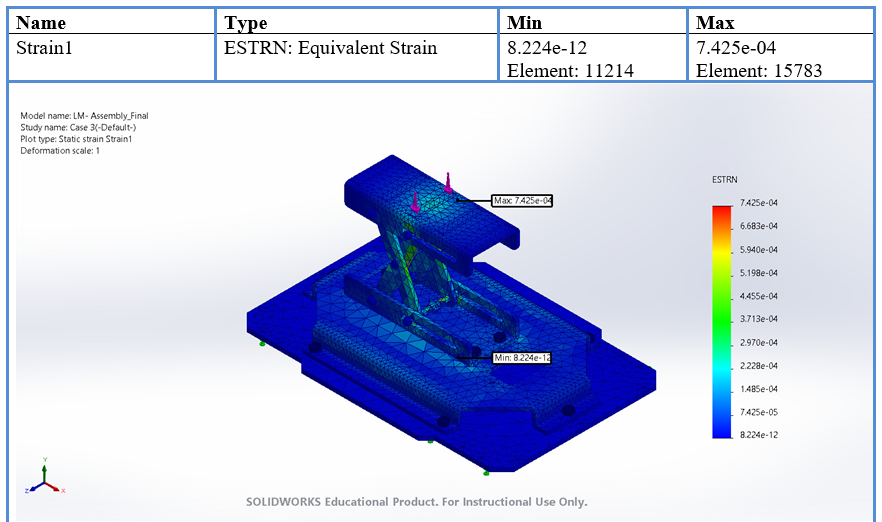 Name Type Min Max
Strain1 ESTRN: Equivalent Strain 8.224e-12 7.425e-04
Element: 11214 Element: 15783
Model name: LM- Assembly_Final
Study name: Case 3(-Default-)
Plot type: Static strain Strain1
Deformation scale: 1
ESTRN
Max: 7.425e-04
7.425e-04
6.683e-04
5.940e-04
5.198e-04
4.455e-04
3.713e-04
2.970e-04
2.228e-04
1.485e-04
7.425e-05
8.224e-12
Min: 8.224e-12
Y
Z X
SOLIDWORKS Educational Product. For Instructional Use Only.